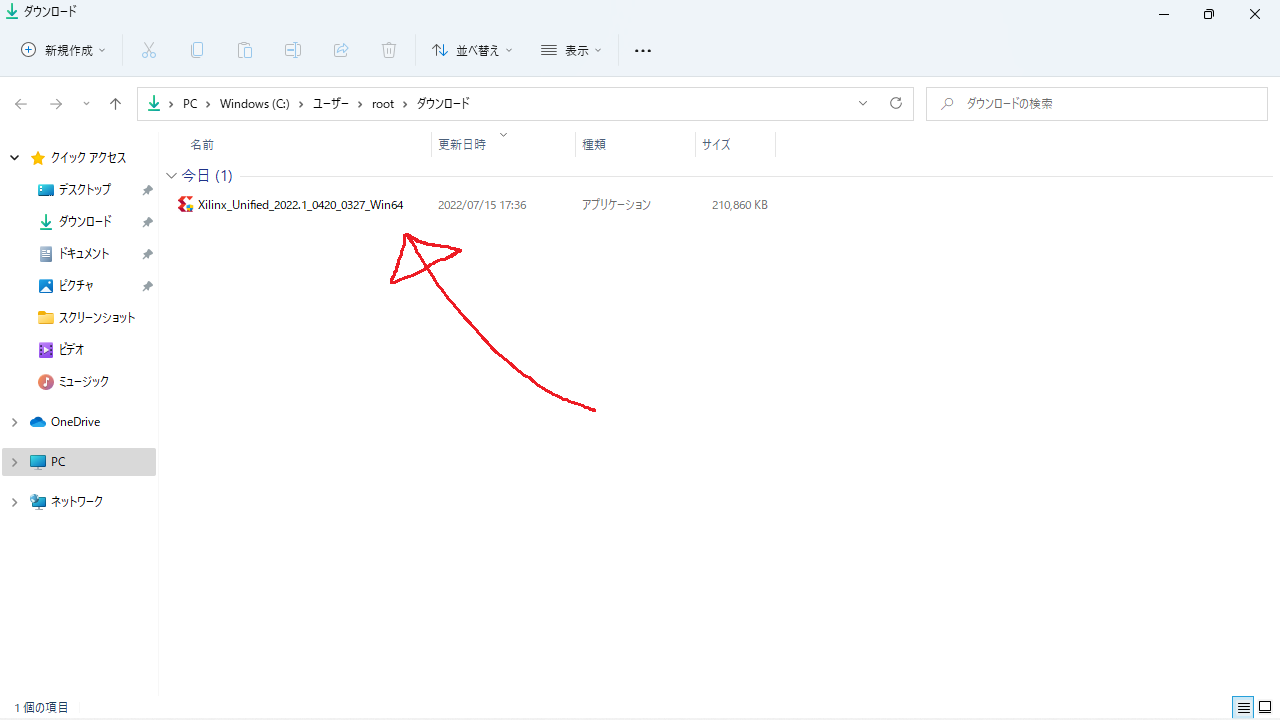 ダウンロード
新規作成
並べ替え
表示
PC
Windows (C:)
ユーザー
root
ダウンロード
ダウンロードの検索
クイック アクセス
デスクトップ
ダウンロード
ドキュメント
ピクチャ
スクリーンショット
ビデオ
ミュージック
OneDrive
PC
ネットワーク
名前
更新日時
種類
サイズ
今日 (1)
Xilinx_Unified_2022.1_0420_0327_Win64
2022/07/15 17:36
アプリケーション
210,860 KB
1 個の項目